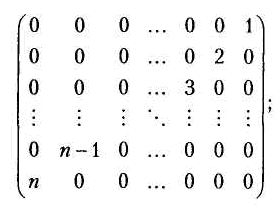 0 0 0 … 0 0 1
0 0 0 … 0 2 0
0 0 0 … 3 0 0
⋮ ⋮ ⋮ ⋱ ⋮ ⋮ ⋮
0 n−1 0 … 0 0 0
n 0 0 … 0 0 0 ;